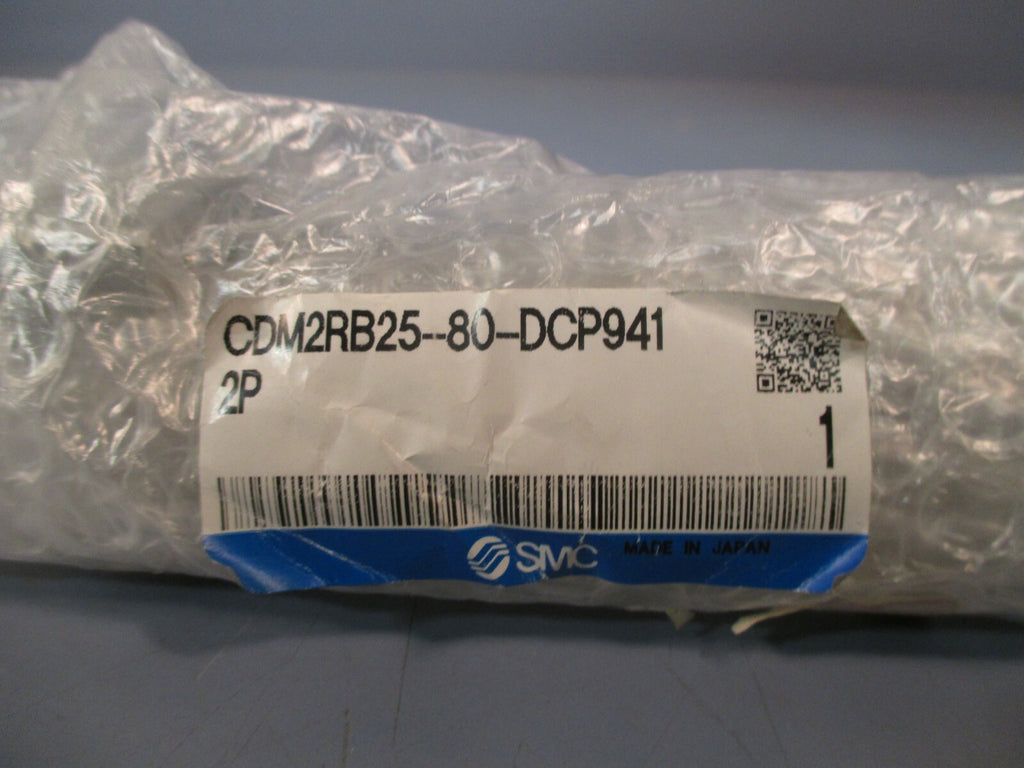 CDM2RB25--80-DCP941
2P
1
SMC MADE IN JAPAN